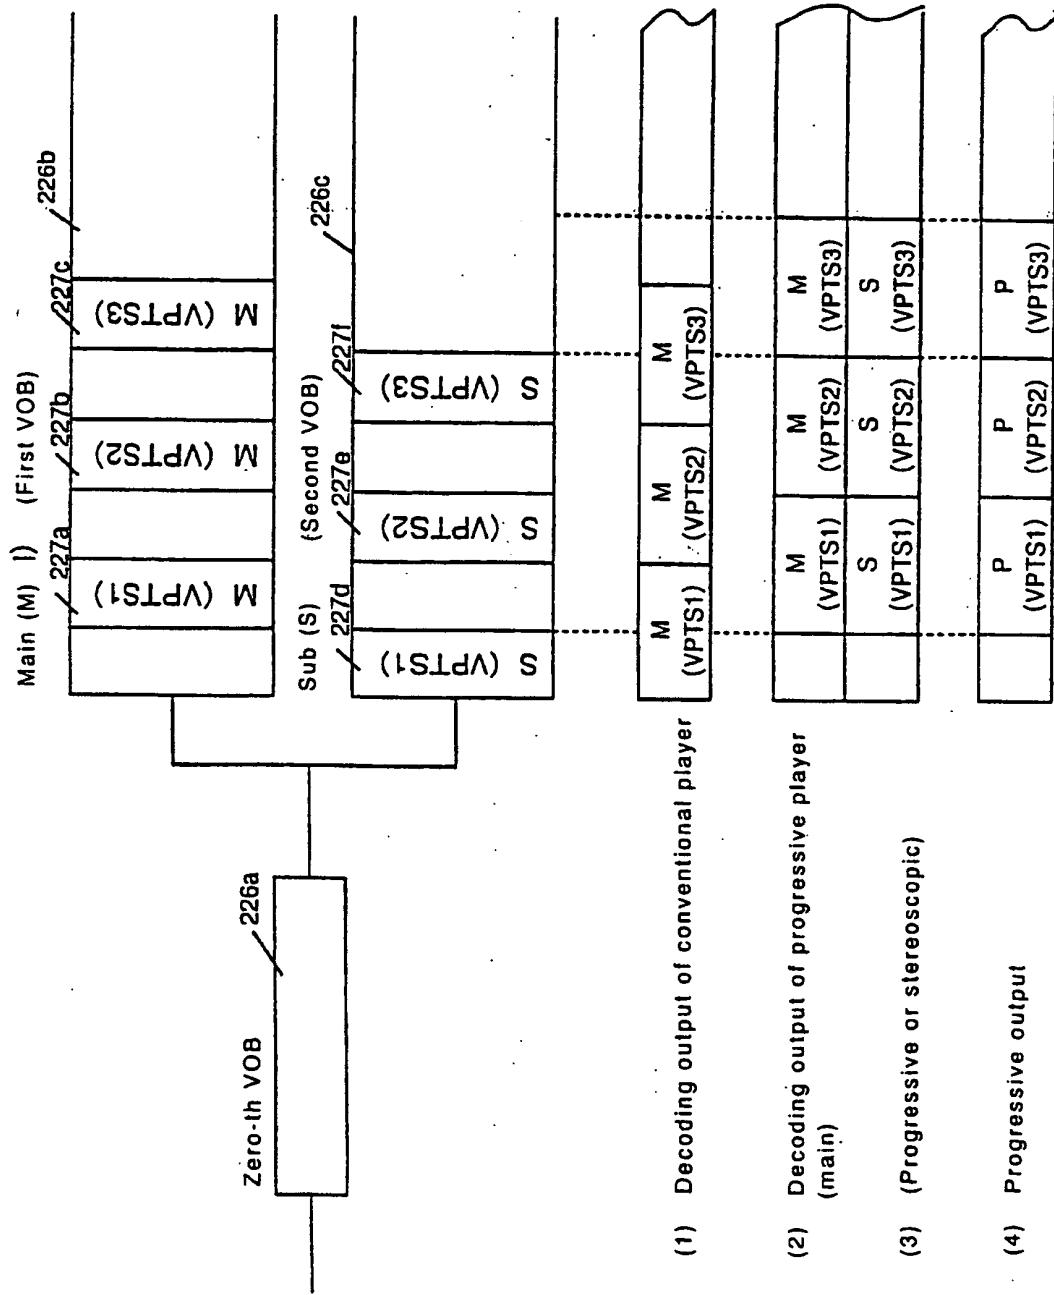 Main (M)
])
(First VOB)
227a
227b
227c
226b
M (VPTS1)
M (VPTS2)
M (VPTS3)
Zero-th VOB
226a
Sub (S)
(Second VOB)
227d
227e
227f
226c
S (VPTS1)
S (VPTS2)
S (VPTS3)
(1) Decoding output of conventional player
M
(VPTS1)
M
(VPTS2)
M
(VPTS3)
(2) Decoding output of progressive player
(main)
M
(VPTS1)
M
(VPTS2)
M
(VPTS3)
(3) (Progressive or stereoscopic)
S
(VPTS1)
S
(VPTS2)
S
(VPTS3)
(4) Progressive output
P
(VPTS1)
P
(VPTS2)
P
(VPTS3)